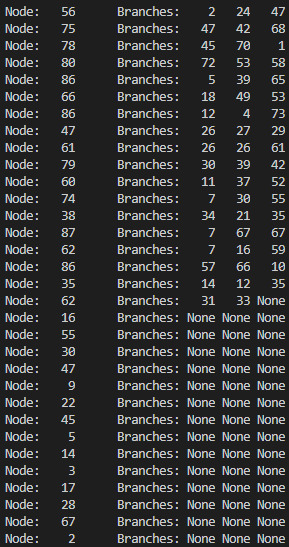 Node: 56 Branches: 2 24 47
Node: 75 Branches: 47 42 68
Node: 78 Branches: 45 70 1
Node: 80 Branches: 72 53 58
Node: 86 Branches: 5 39 65
Node: 66 Branches: 18 49 53
Node: 86 Branches: 12 4 73
Node: 47 Branches: 26 27 29
Node: 61 Branches: 26 26 61
Node: 79 Branches: 30 39 42
Node: 60 Branches: 11 37 52
Node: 74 Branches: 7 30 55
Node: 38 Branches: 34 21 35
Node: 87 Branches: 7 67 67
Node: 62 Branches: 7 16 59
Node: 86 Branches: 57 66 10
Node: 35 Branches: 14 12 35
Node: 62 Branches: 31 33 None
Node: 16 Branches: None None None
Node: 55 Branches: None None None
Node: 30 Branches: None None None
Node: 47 Branches: None None None
Node: 9 Branches: None None None
Node: 22 Branches: None None None
Node: 45 Branches: None None None
Node: 5 Branches: None None None
Node: 14 Branches: None None None
Node: 3 Branches: None None None
Node: 17 Branches: None None None
Node: 28 Branches: None None None
Node: 67 Branches: None None None
Node: 2 Branches: None None None